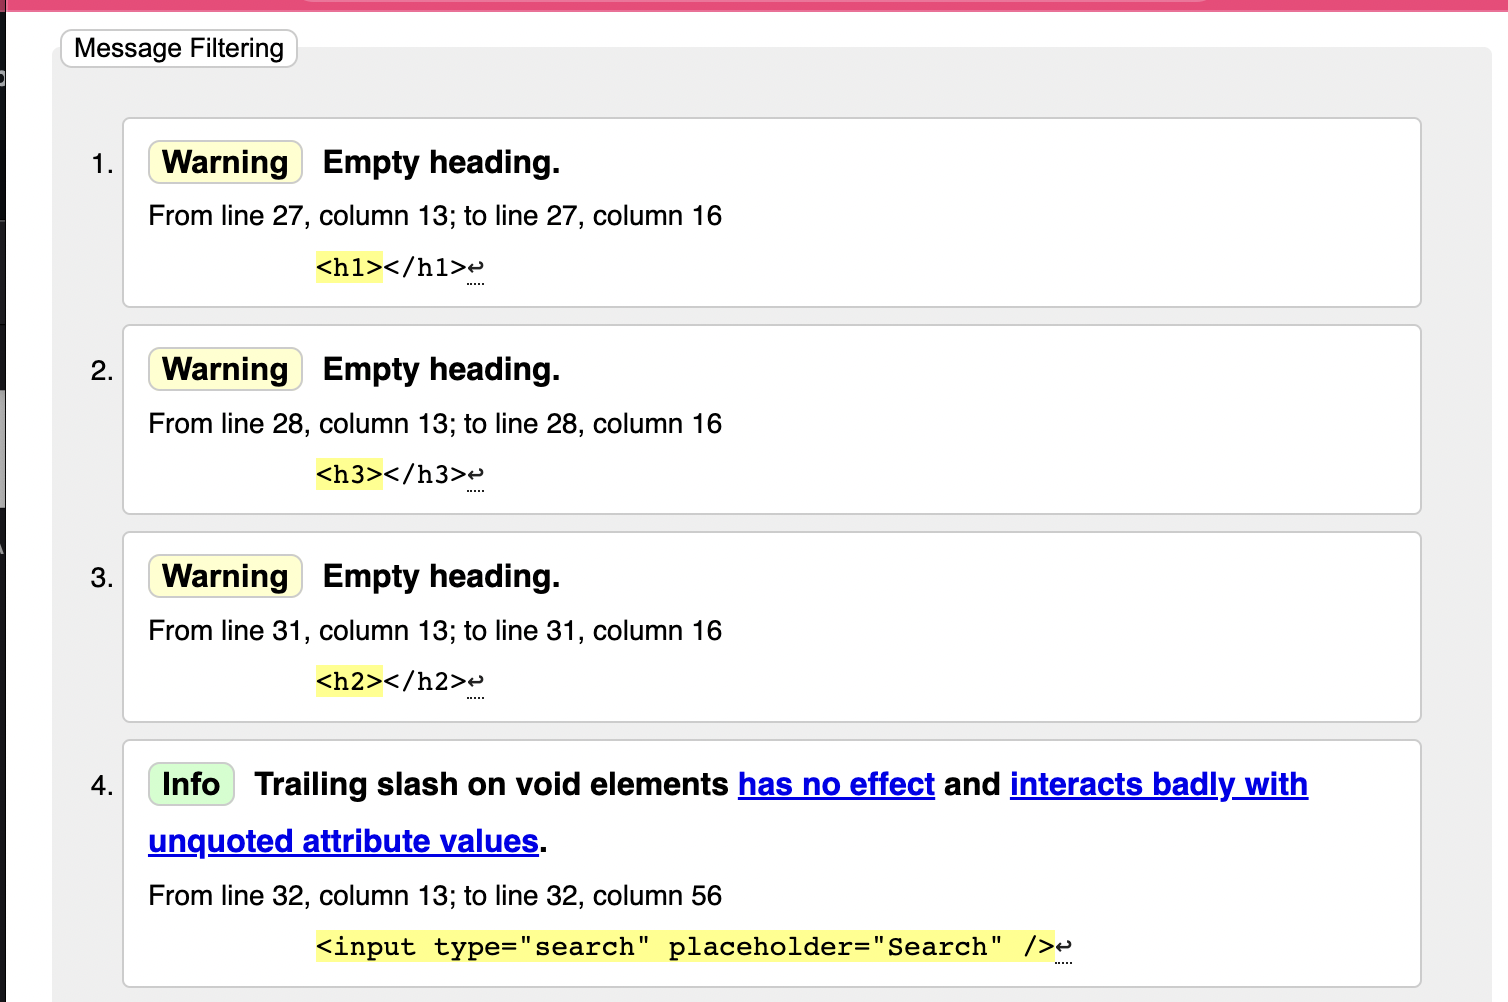 Message Filtering
1. Warning Empty heading.
From line 27, column 13; to line 27, column 16
<h1></h1>↩
2. Warning Empty heading.
From line 28, column 13; to line 28, column 16
<h3></h3>↩
3. Warning Empty heading.
From line 31, column 13; to line 31, column 16
<h2></h2>↩
4. Info Trailing slash on void elements has no effect and interacts badly with
unquoted attribute values.
From line 32, column 13; to line 32, column 56
<input type="search" placeholder="Search" />↩